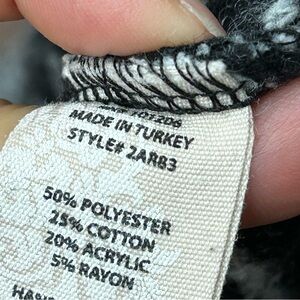 MADE IN TURKEY
STYLE# 2AR83
50% POLYESTER
25% COTTON
20% ACRYLIC
5% RAYON